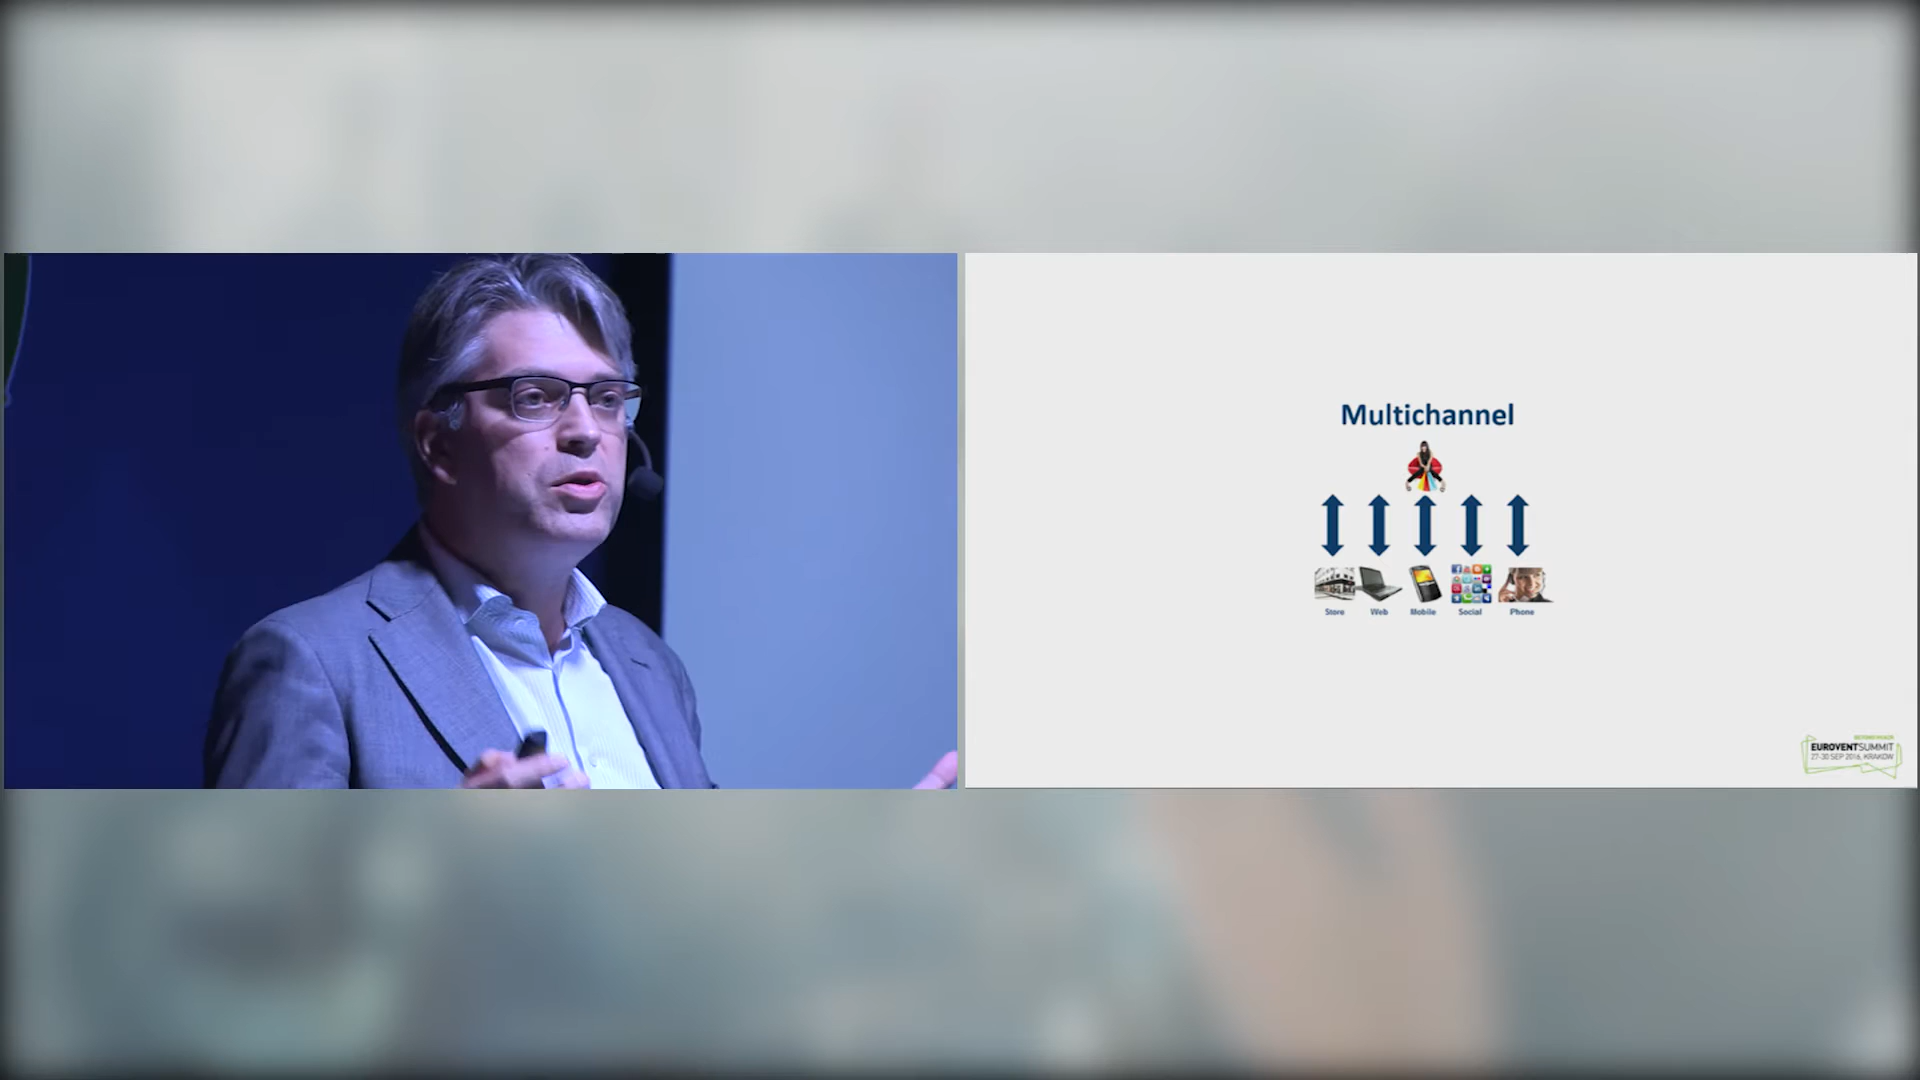 Multichannel
Store Web Mobile Social Phone
EUROVENTSUMMIT
27-30 SEP 2016, KRAKOW